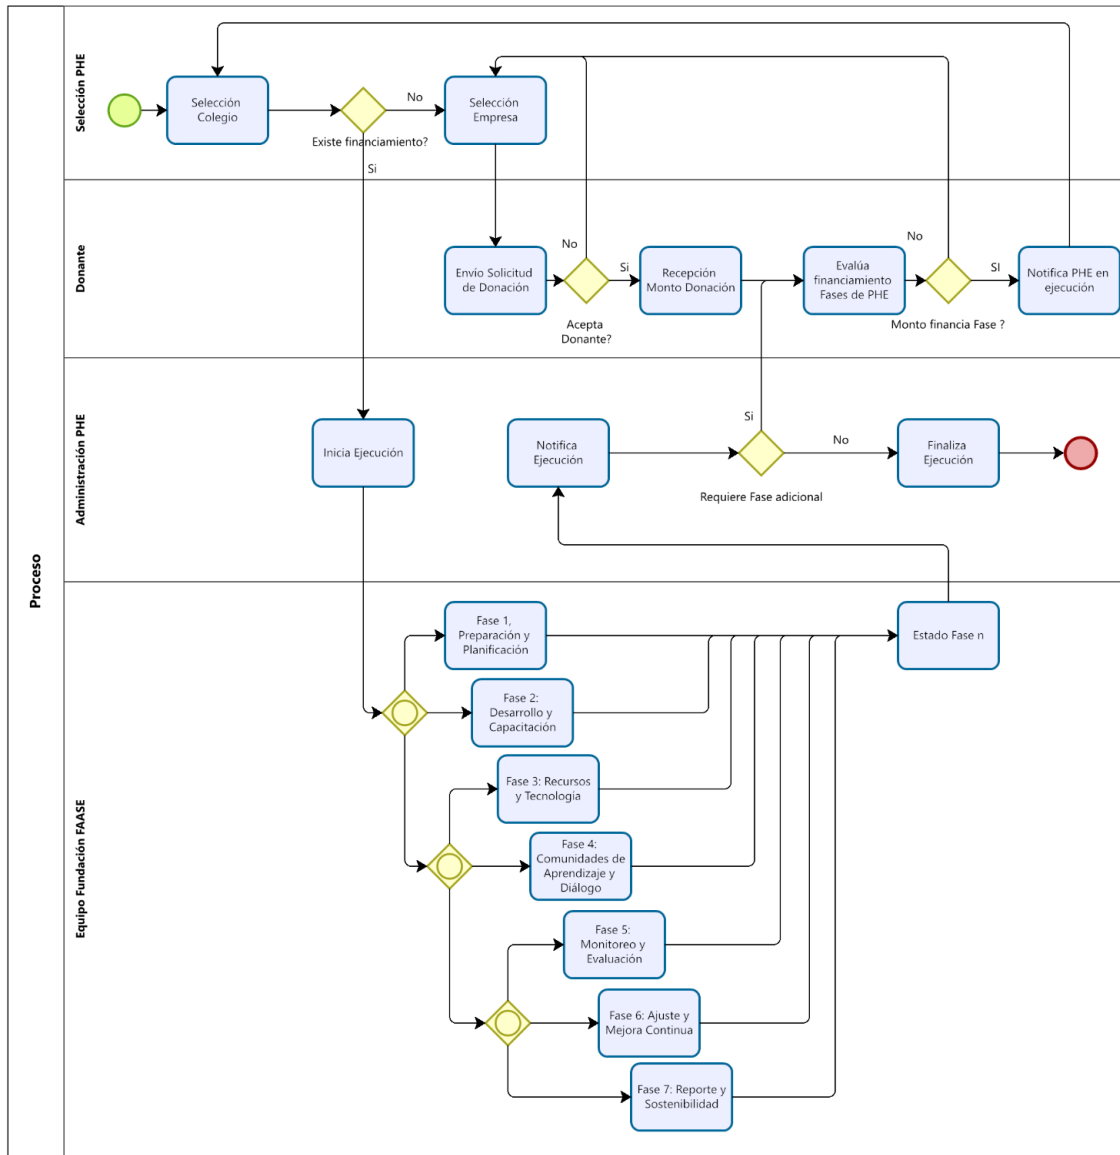 Proceso
Selección PHE
Selección
Colegio
Existe financiamiento?
No
Si
Selección
Empresa
Donante
Envío Solicitud
de Donación
No
Si
Acepta
Donante?
Recepción
Monto Donación
Evalúa
financiamiento
Fases de PHE
No
SI
Monto financia Fase ?
Notifica PHE en
ejecución
Administración PHE
Inicia Ejecución
Notifica
Ejecución
Si
No
Requiere Fase adicional
Finaliza
Ejecución
Equipo Fundación FAASE
Fase 1,
Preparación y
Planificación
Estado Fase n
Fase 2:
Desarrollo y
Capacitación
Fase 3: Recursos
y Tecnología
Fase 4:
Comunidades de
Aprendizaje y
Diálogo
Fase 5:
Monitoreo y
Evaluación
Fase 6: Ajuste y
Mejora Continua
Fase 7: Reporte y
Sostenibilidad